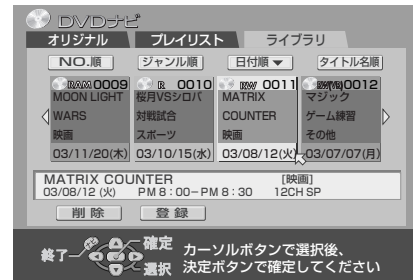 DVDナビ
オリジナル プレイリスト ライブラリ
NO.順 ジャンル順 日付順▼ タイトル名順
RAM 0009 R 0010 RW 0011 0012
MOON LIGHT 桜月VSシロバ MATRIX マジック
WARS 対戦試合 COUNTER ゲーム練習
映画 スポーツ 映画 その他
03/11/20(木) 03/10/15(水) 03/08/12(火) 03/07/07(月)
MATRIX COUNTER [映画]
03/08/12 (火) PM 8：00－PM 8：30 12CH SP
削 除 登 録
終了 確定 カーソルボタンで選択後、
選択 決定ボタンで確定してください